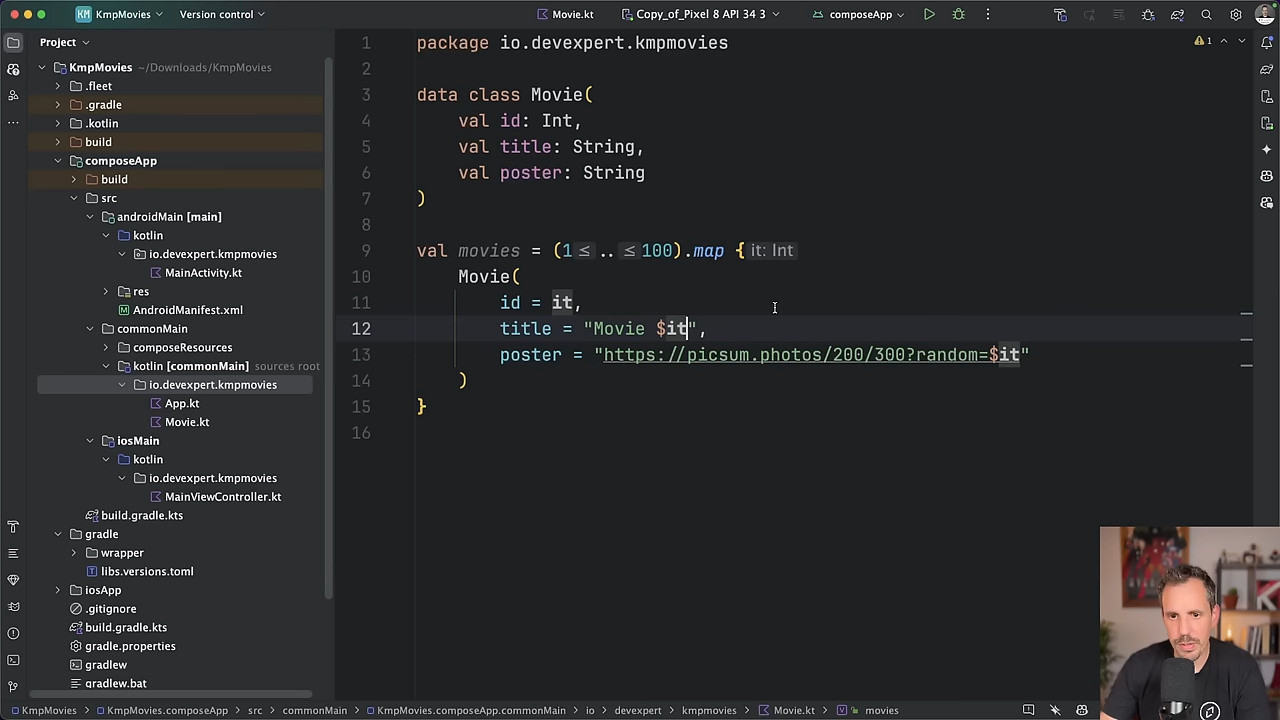 KM KmpMovies Version control Movie.kt Copy_of_Pixel 8 API 34 3 composeApp
Project
KmpMovies ~/Downloads/KmpMovies
.fleet
.gradle
.kotlin
build
composeApp
build
src
androidMain [main]
kotlin
io.devexpert.kmpmovies
MainActivity.kt
res
AndroidManifest.xml
commonMain
composeResources
kotlin [commonMain] sources root
io.devexpert.kmpmovies
App.kt
Movie.kt
iosMain
kotlin
io.devexpert.kmpmovies
MainViewController.kt
build.gradle.kts
gradle
wrapper
libs.versions.toml
iosApp
.gitignore
build.gradle.kts
gradle.properties
gradlew
gradlew.bat
1 package io.devexpert.kmpmovies
2
3 data class Movie(
4 val id: Int,
5 val title: String,
6 val poster: String
7 )
8
9 val movies = (1≤..≤100).map { it: Int
10 Movie(
11 id = it,
12 title = "Movie $it",
13 poster = "https://picsum.photos/200/300?random=$it"
14 )
15 }
16
1
KmpMovies KmpMovies.composeApp src commonMain KmpMovies.composeApp.commonMain io devexpert kmpmovies Movie.kt movies